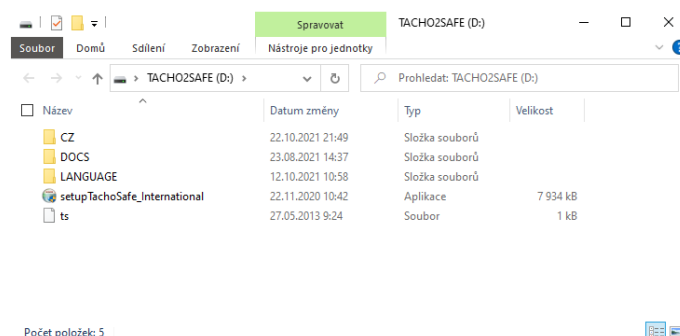 Spravovat TACHO2SAFE (D:)
Soubor Domů Sdílení Zobrazení Nástroje pro jednotky
TACHO2SAFE (D:) Prohledat: TACHO2SAFE (D:)
Název Datum změny Typ Velikost
CZ 22.10.2021 21:49 Složka souborů
DOCS 23.08.2021 14:37 Složka souborů
LANGUAGE 12.10.2021 10:58 Složka souborů
setupTachoSafe_International 22.11.2020 10:42 Aplikace 7 934 kB
ts 27.05.2013 9:24 Soubor 1 kB
Počet položek: 5